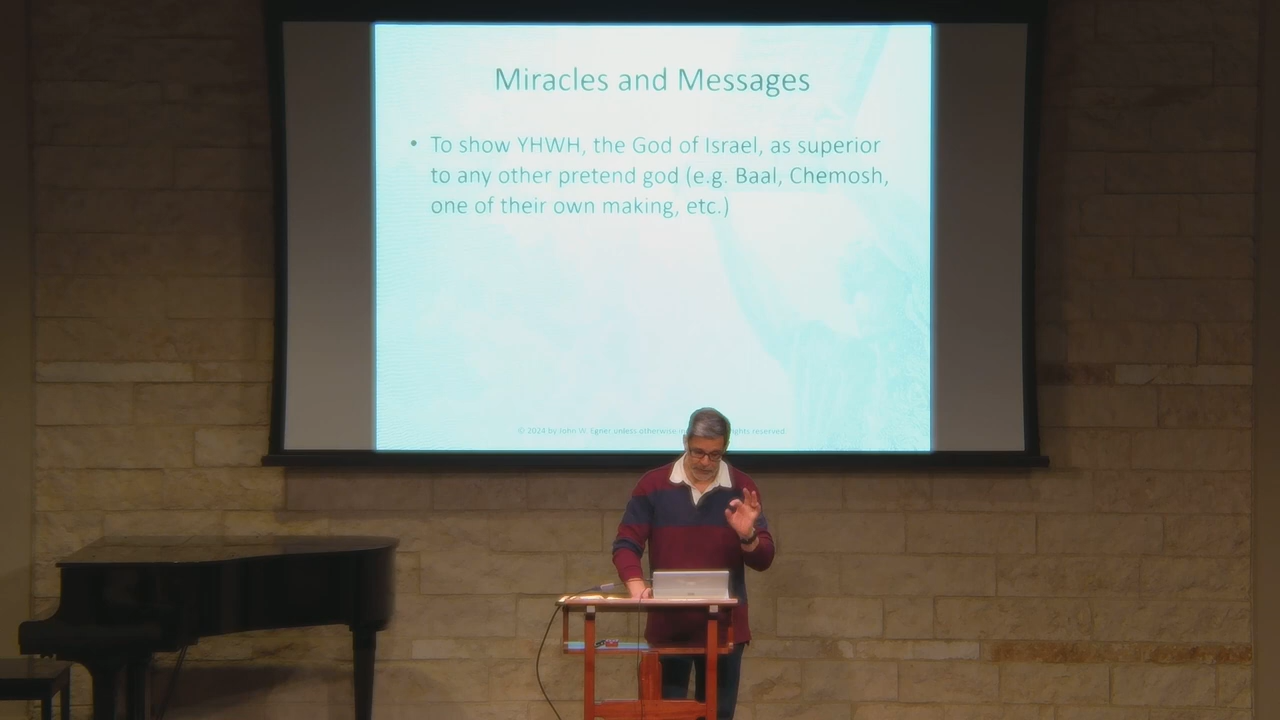 Miracles and Messages
• To show YHWH, the God of Israel, as superior
to any other pretend god (e.g. Baal, Chemosh,
one of their own making, etc.)
© 2024 by John W. Egner unless otherwise rights reserved